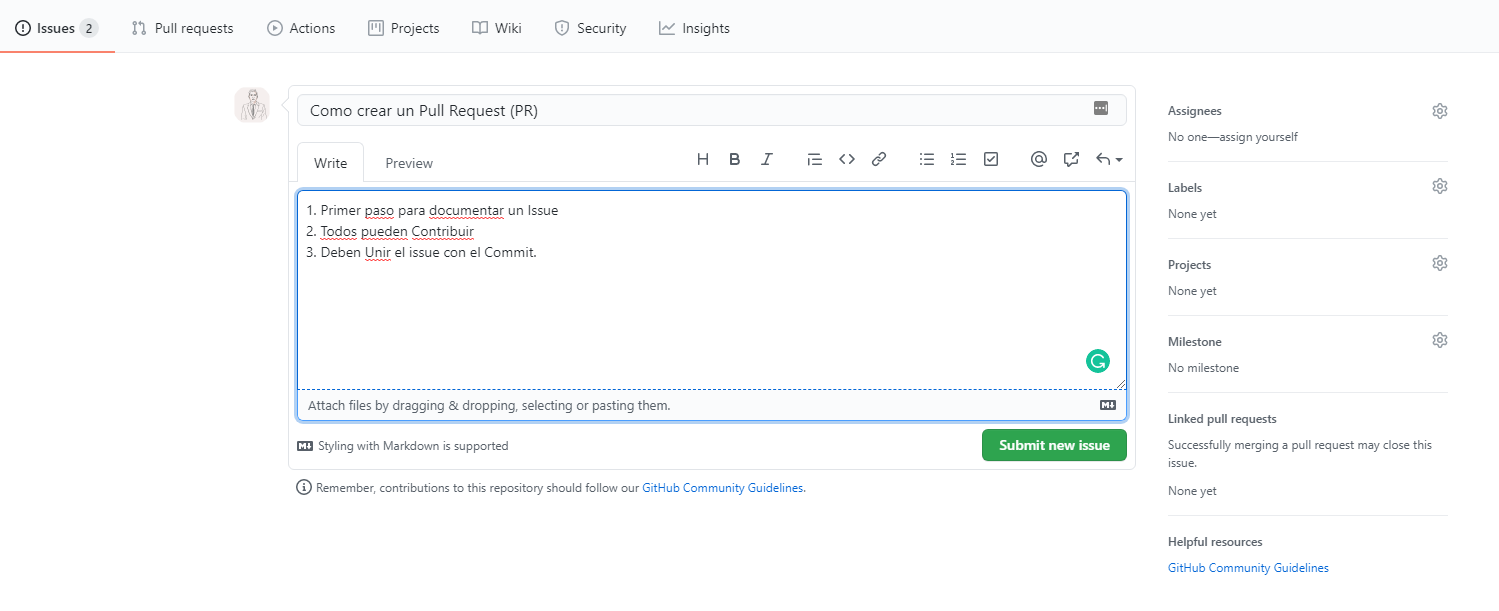 Issues 2 Pull requests Actions Projects Wiki Security Insights
Como crear un Pull Request (PR)
Write Preview
1. Primer paso para documentar un Issue
2. Todos pueden Contribuir
3. Deben Unir el issue con el Commit.
Attach files by dragging & dropping, selecting or pasting them.
Styling with Markdown is supported
Submit new issue
Remember, contributions to this repository should follow our GitHub Community Guidelines.
Assignees
No one—assign yourself
Labels
None yet
Projects
None yet
Milestone
No milestone
Linked pull requests
Successfully merging a pull request may close this
issue.
None yet
Helpful resources
GitHub Community Guidelines